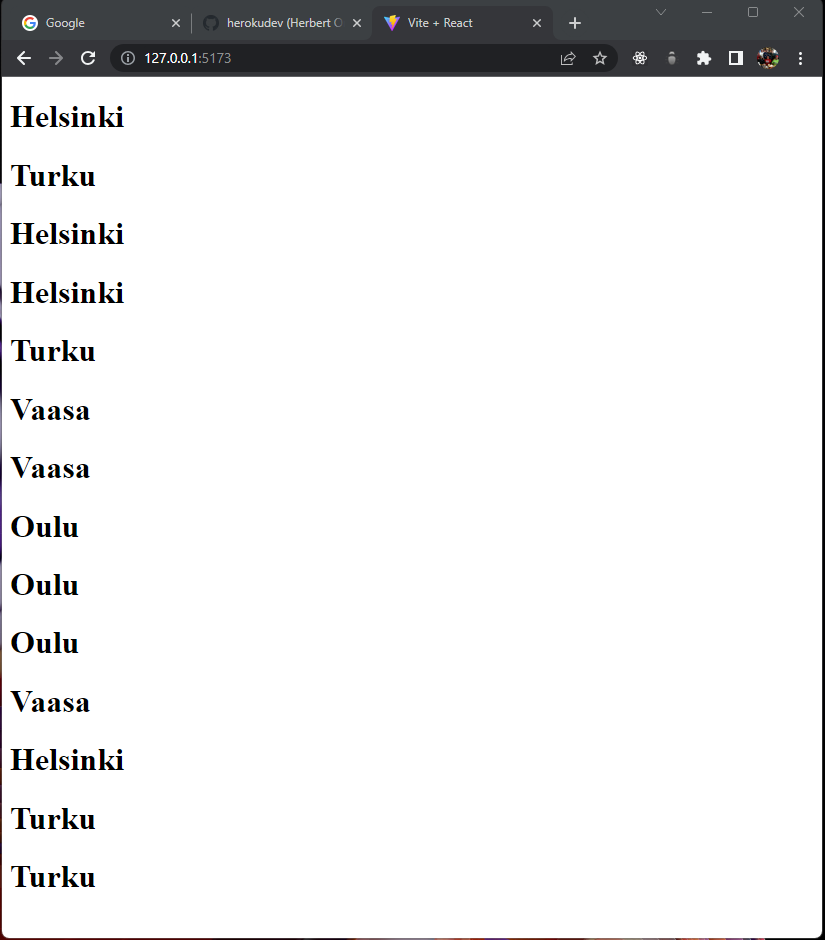 Google
herokudev (Herbert O
Vite + React
127.0.0.1:5173
Helsinki
Turku
Helsinki
Helsinki
Turku
Vaasa
Vaasa
Oulu
Oulu
Oulu
Vaasa
Helsinki
Turku
Turku